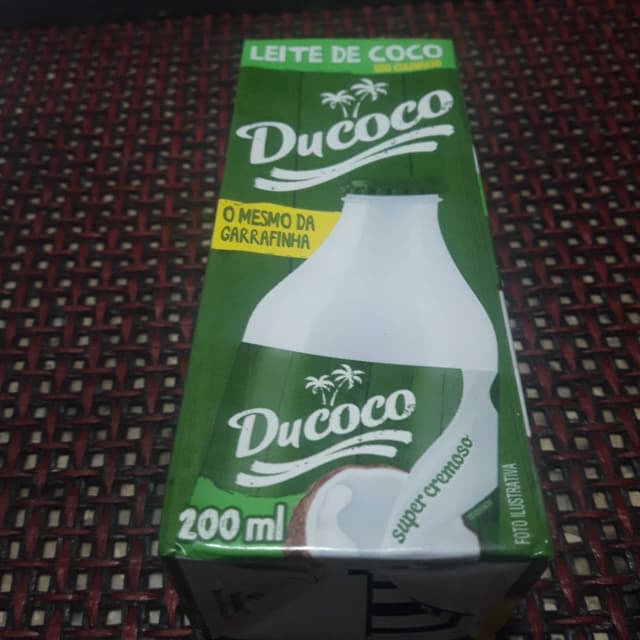 LEITE DE COCO
Ducoco
O MESMO DA
GARRAFINHA
Ducoco
super cremoso
200 ml
FOTO ILUSTRATIVA